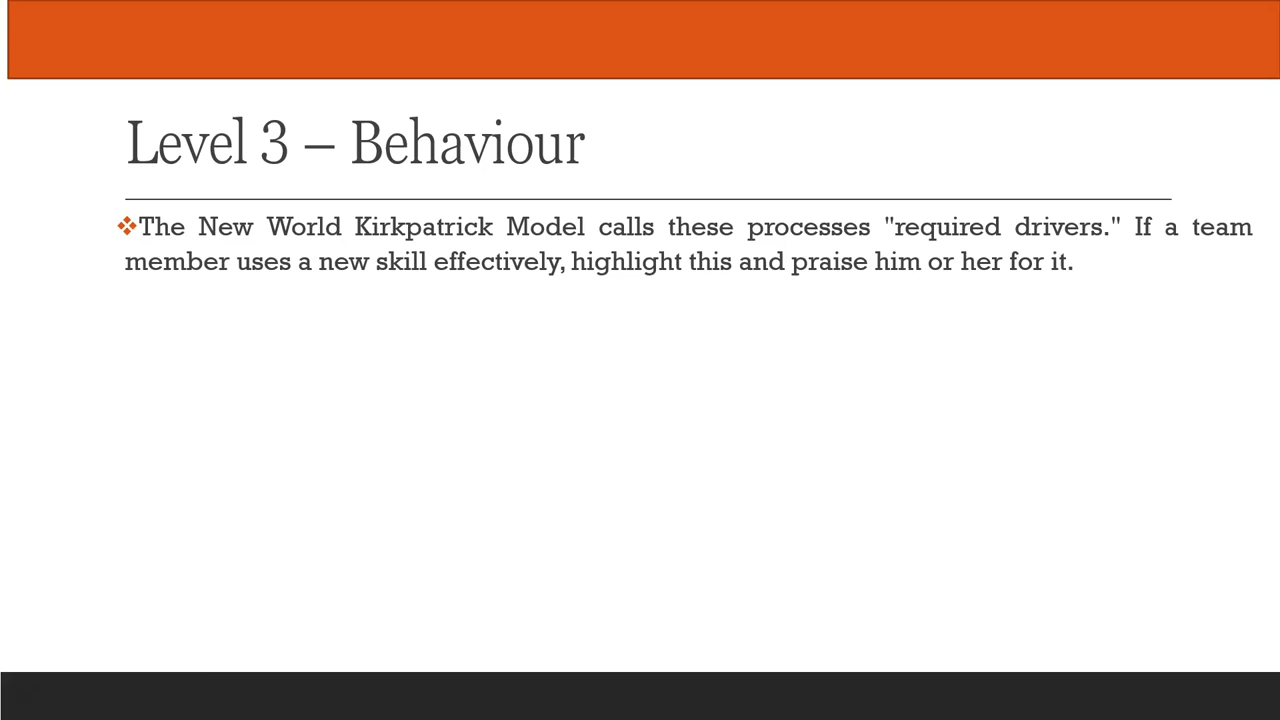 Level 3 – Behaviour
❖The New World Kirkpatrick Model calls these processes "required drivers." If a team
member uses a new skill effectively, highlight this and praise him or her for it.